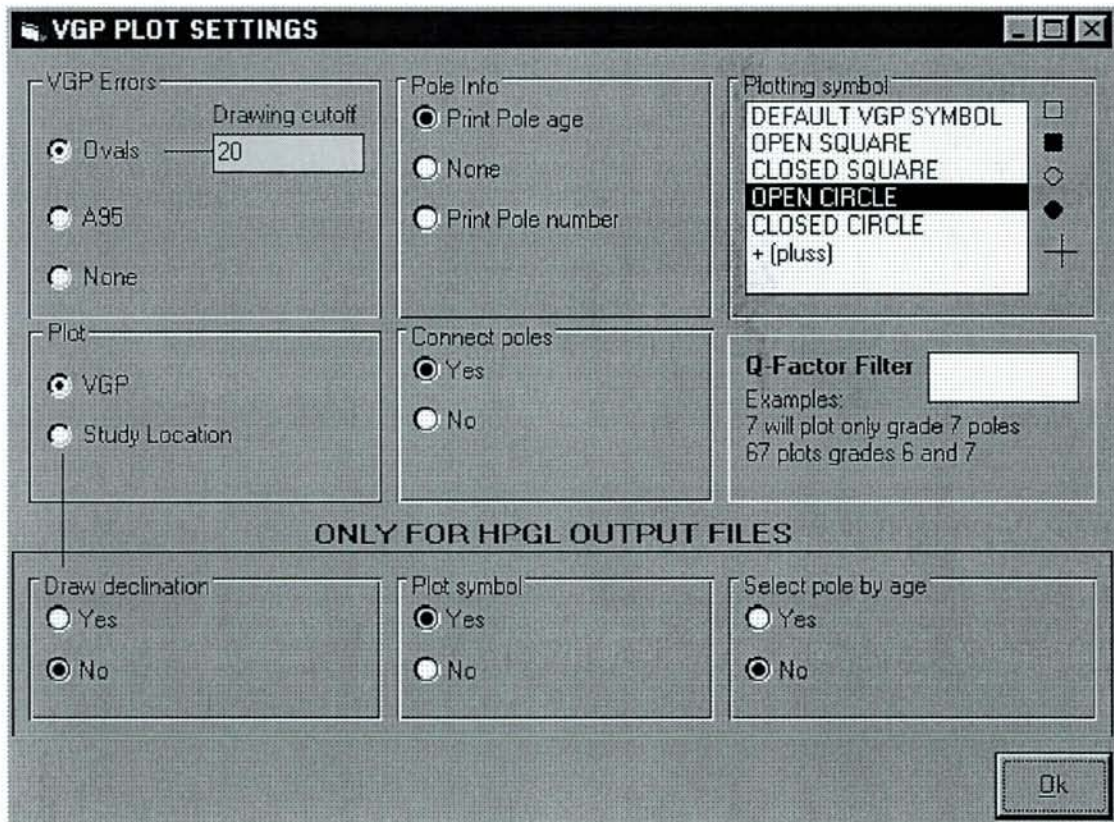 VGP PLOT SETTINGS
VGP Errors
Drawing cutoff
Ovals
20
A95
None
Pole Info
Print Pole age
None
Print Pole number
Plotting symbol
DEFAULT VGP SYMBOL
OPEN SQUARE
CLOSED SQUARE
OPEN CIRCLE
CLOSED CIRCLE
+ (pluss)
Plot
VGP
Study Location
Connect poles
Yes
No
Q-Factor Filter
Examples:
7 will plot only grade 7 poles
67 plots grades 6 and 7
ONLY FOR HPGL OUTPUT FILES
Draw declination
Yes
No
Plot symbol
Yes
No
Select pole by age
Yes
No
Ok